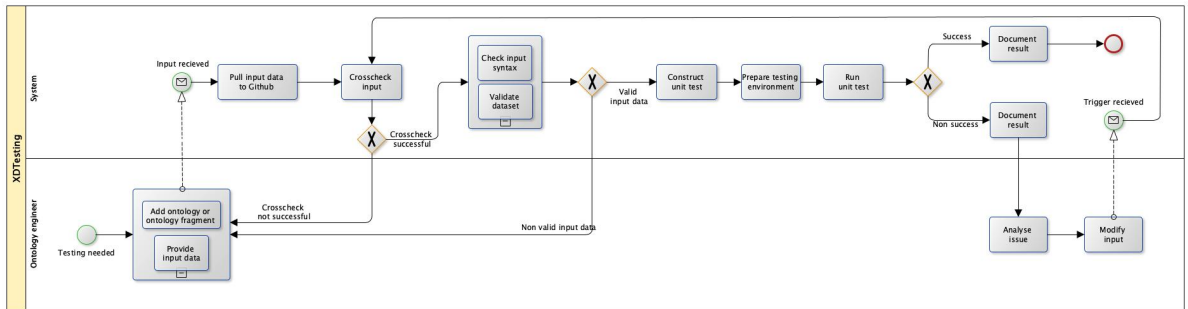 XDTesting
System
Input recieved
Pull input data
to Github
Crosscheck
input
Crosscheck
successful
Check input
syntax
Validate
dataset
Valid
input data
Construct
unit test
Prepare testing
environment
Run
unit test
Success
Document
result
Non success
Document
result
Trigger recieved
Ontology engineer
Testing needed
Add ontology or
ontology fragment
Provide
input data
Crosscheck
not successful
Non valid input data
Analyse
issue
Modify
input